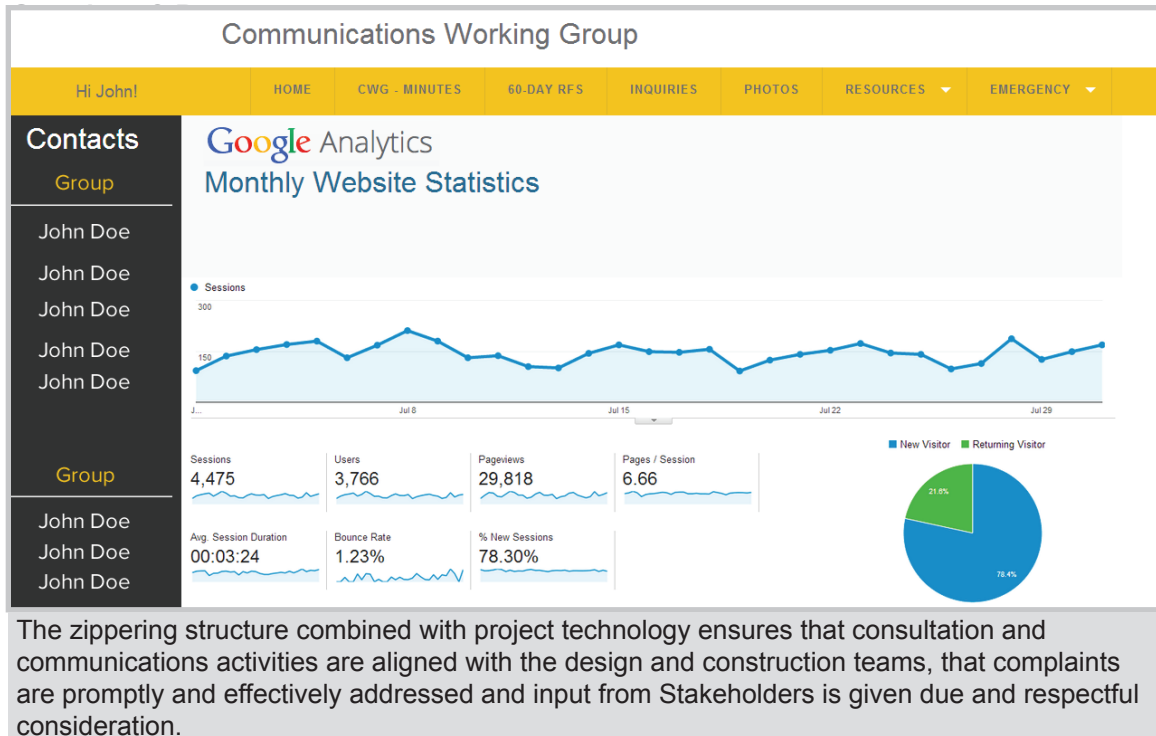 Communications Working Group
Hi John!
HOME
CWG - MINUTES
60-DAY RFS
INQUIRIES
PHOTOS
RESOURCES
EMERGENCY
Contacts
Group
John Doe
John Doe
John Doe
John Doe
John Doe
Group
John Doe
John Doe
John Doe
Google Analytics
Monthly Website Statistics
Sessions
300
150
J...
Jul 8
Jul 15
Jul 22
Jul 29
Sessions
4,475
Users
3,766
Pageviews
29,818
Pages / Session
6.66
Avg. Session Duration
00:03:24
Bounce Rate
1.23%
% New Sessions
78.30%
New Visitor
Returning Visitor
21.6%
78.4%
The zippering structure combined with project technology ensures that consultation and
communications activities are aligned with the design and construction teams, that complaints
are promptly and effectively addressed and input from Stakeholders is given due and respectful
consideration.